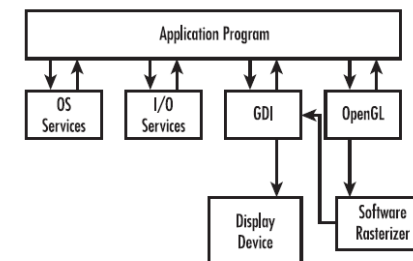 Application Program
OS
Services
I/O
Services
GDI
OpenGL
Display
Device
Software
Rasterizer